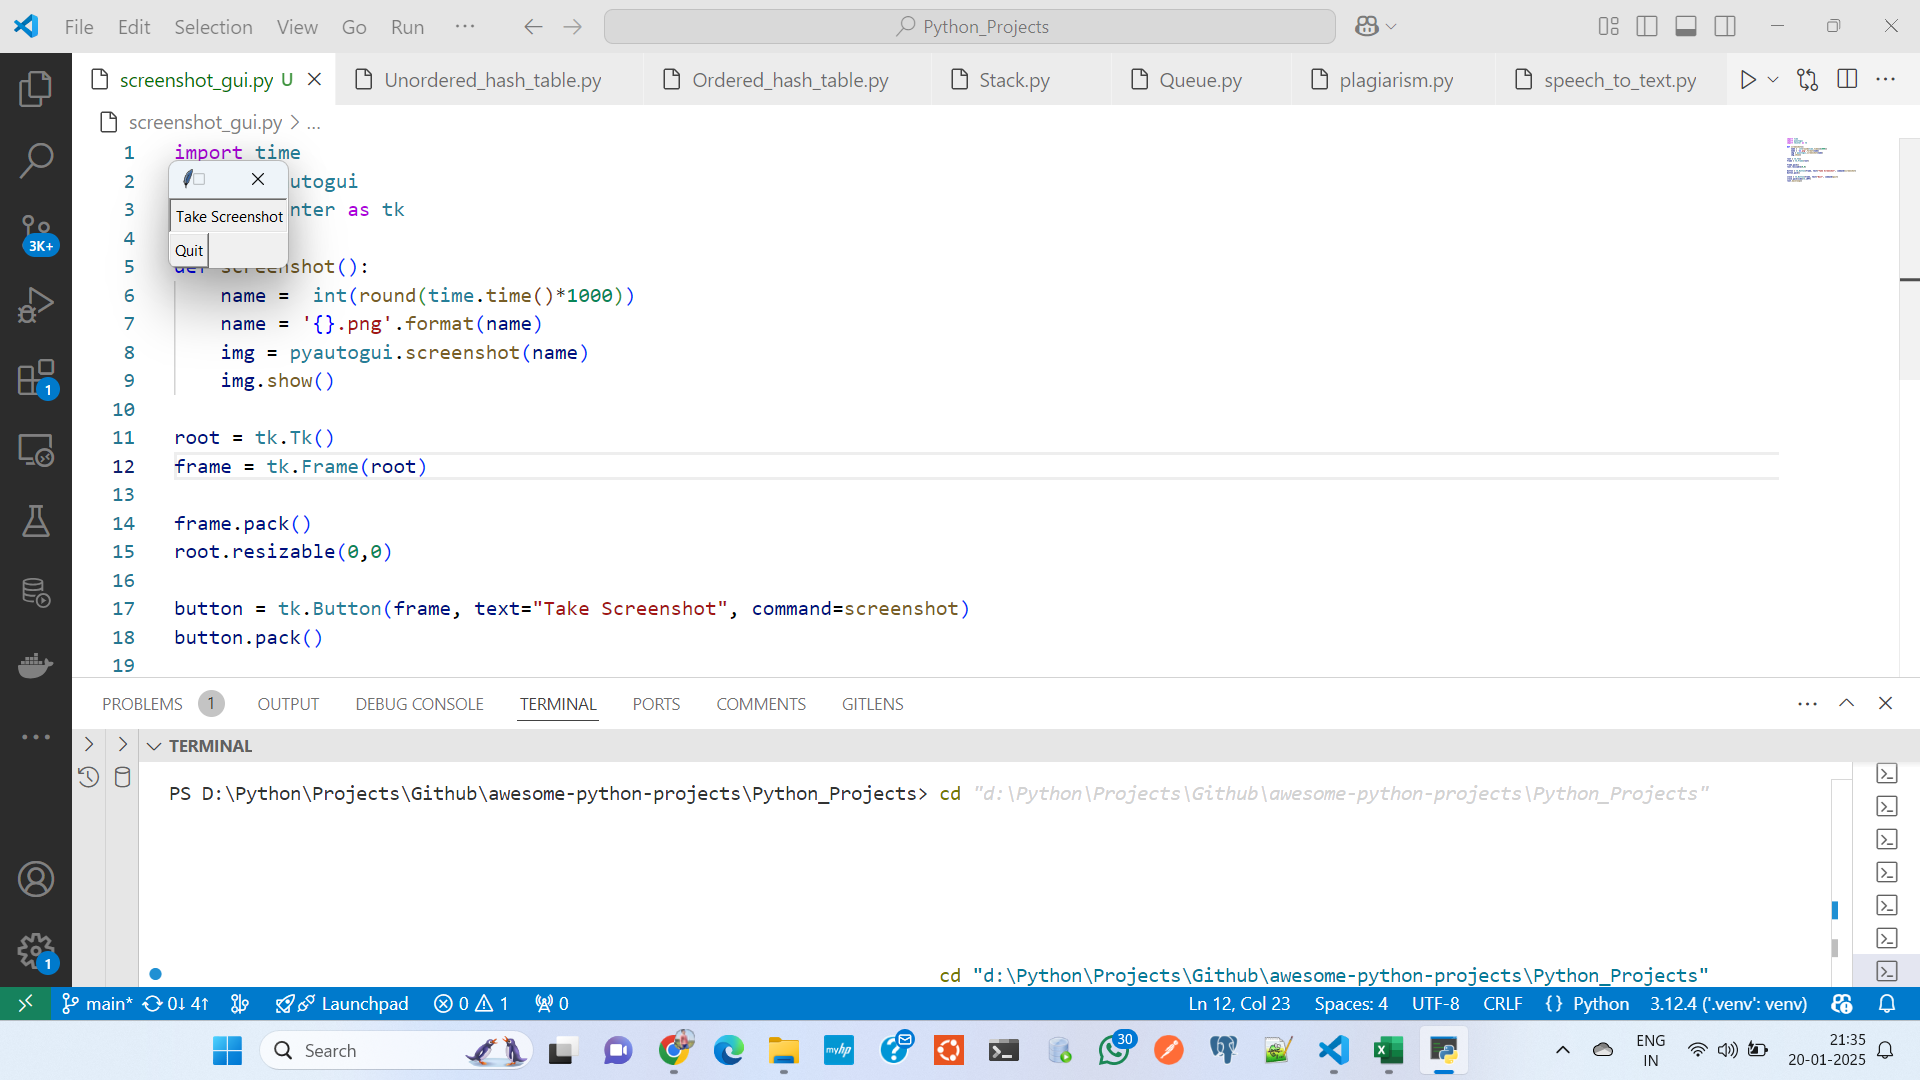 File Edit Selection View Go Run ... Python_Projects
screenshot_gui.py U Unordered_hash_table.py Ordered_hash_table.py Stack.py Queue.py plagiarism.py speech_to_text.py
screenshot_gui.py > ...
1 import time
2 utogui
3 nter as tk
Take Screenshot
4
Quit
5 def screenshot():
6 name =  int(round(time.time()*1000))
7 name = '{}.png'.format(name)
8 img = pyautogui.screenshot(name)
9 img.show()
10
11 root = tk.Tk()
12 frame = tk.Frame(root)
13
14 frame.pack()
15 root.resizable(0,0)
16
17 button = tk.Button(frame, text="Take Screenshot", command=screenshot)
18 button.pack()
19
3K+
1
1
PROBLEMS 1 OUTPUT DEBUG CONSOLE TERMINAL PORTS COMMENTS GITLENS
TERMINAL
PS D:\Python\Projects\Github\awesome-python-projects\Python_Projects> cd "d:\Python\Projects\Github\awesome-python-projects\Python_Projects"
cd "d:\Python\Projects\Github\awesome-python-projects\Python_Projects"
main* 0↓ 4↑ Launchpad 0 1 0 Ln 12, Col 23 Spaces: 4 UTF-8 CRLF {} Python 3.12.4 ('.venv': venv)
Search myhp 30 ENG IN 21:35 20-01-2025